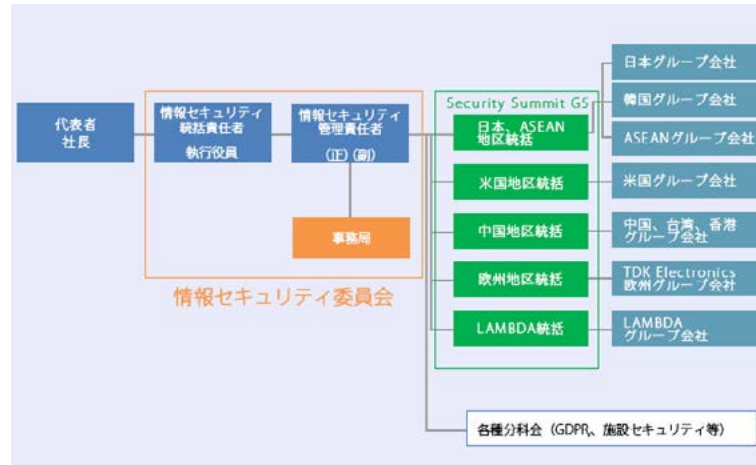 代表者
社長
情報セキュリティ
統括責任者
執行役員
情報セキュリティ
管理責任者
(正)(副)
事務局
情報セキュリティ委員会
Security Summit G5
日本、ASEAN
地区統括
米国地区統括
中国地区統括
欧州地区統括
LAMBDA統括
日本グループ会社
韓国グループ会社
ASEANグループ会社
米国グループ会社
中国、台湾、香港
グループ会社
TDK Electronics
欧州グループ会社
LAMBDA
グループ会社
各種分科会（GDPR、施設セキュリティ等）